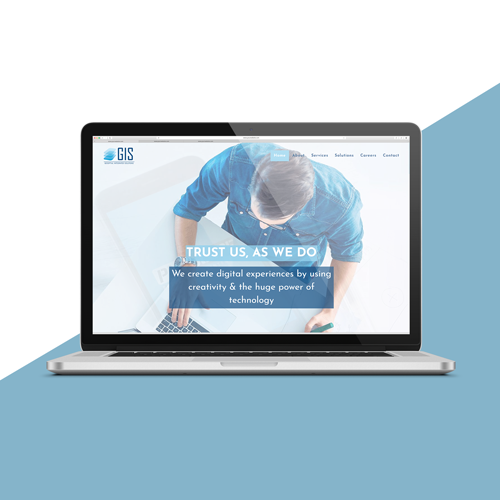 GIS
Home About Services Solutions Careers Contact
TRUST US, AS WE DO
We create digital experiences by using
creativity & the huge power of
technology